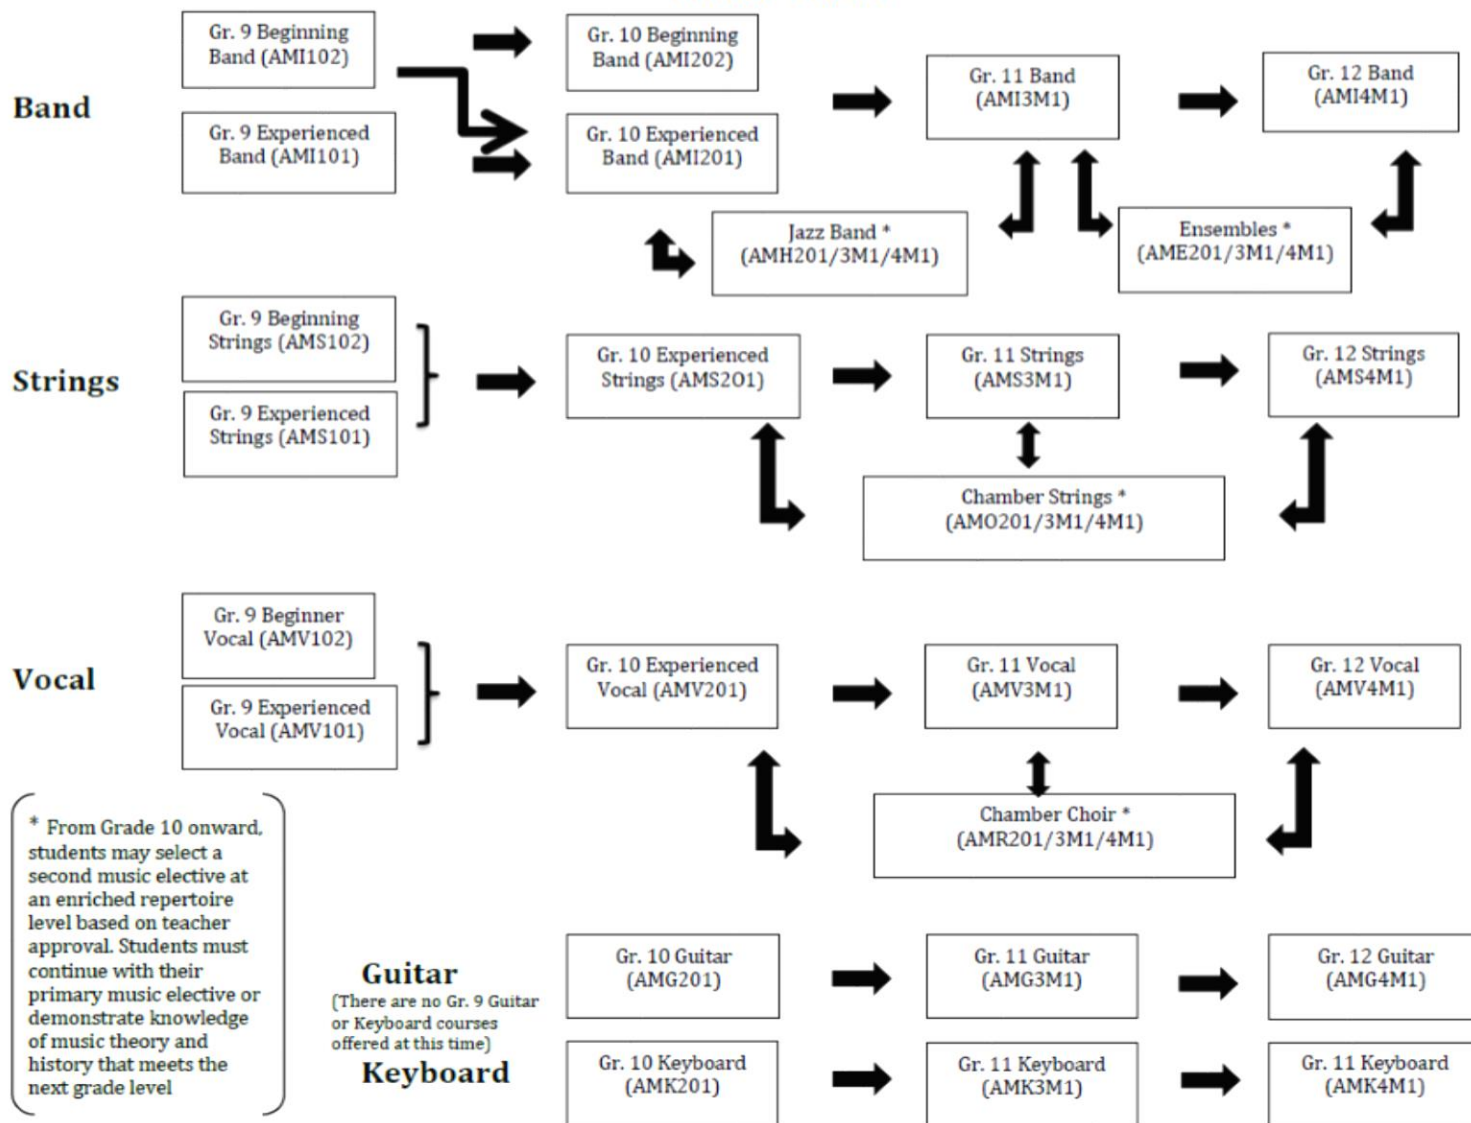 Band
Gr. 9 Beginning
Band (AMI102)
Gr. 10 Beginning
Band (AMI202)
Gr. 9 Experienced
Band (AMI101)
Gr. 10 Experienced
Band (AMI201)
Gr. 11 Band
(AMI3M1)
Gr. 12 Band
(AMI4M1)
Jazz Band *
(AMH201/3M1/4M1)
Ensembles *
(AME201/3M1/4M1)
Strings
Gr. 9 Beginning
Strings (AMS102)
Gr. 9 Experienced
Strings (AMS101)
Gr. 10 Experienced
Strings (AMS2O1)
Gr. 11 Strings
(AMS3M1)
Gr. 12 Strings
(AMS4M1)
Chamber Strings *
(AMO201/3M1/4M1)
Vocal
Gr. 9 Beginner
Vocal (AMV102)
Gr. 9 Experienced
Vocal (AMV101)
Gr. 10 Experienced
Vocal (AMV201)
Gr. 11 Vocal
(AMV3M1)
Gr. 12 Vocal
(AMV4M1)
Chamber Choir *
(AMR201/3M1/4M1)
* From Grade 10 onward,
students may select a
second music elective at
an enriched repertoire
level based on teacher
approval. Students must
continue with their
primary music elective or
demonstrate knowledge
of music theory and
history that meets the
next grade level
Guitar
(There are no Gr. 9 Guitar
or Keyboard courses
offered at this time)
Keyboard
Gr. 10 Guitar
(AMG201)
Gr. 11 Guitar
(AMG3M1)
Gr. 12 Guitar
(AMG4M1)
Gr. 10 Keyboard
(AMK201)
Gr. 11 Keyboard
(AMK3M1)
Gr. 11 Keyboard
(AMK4M1)